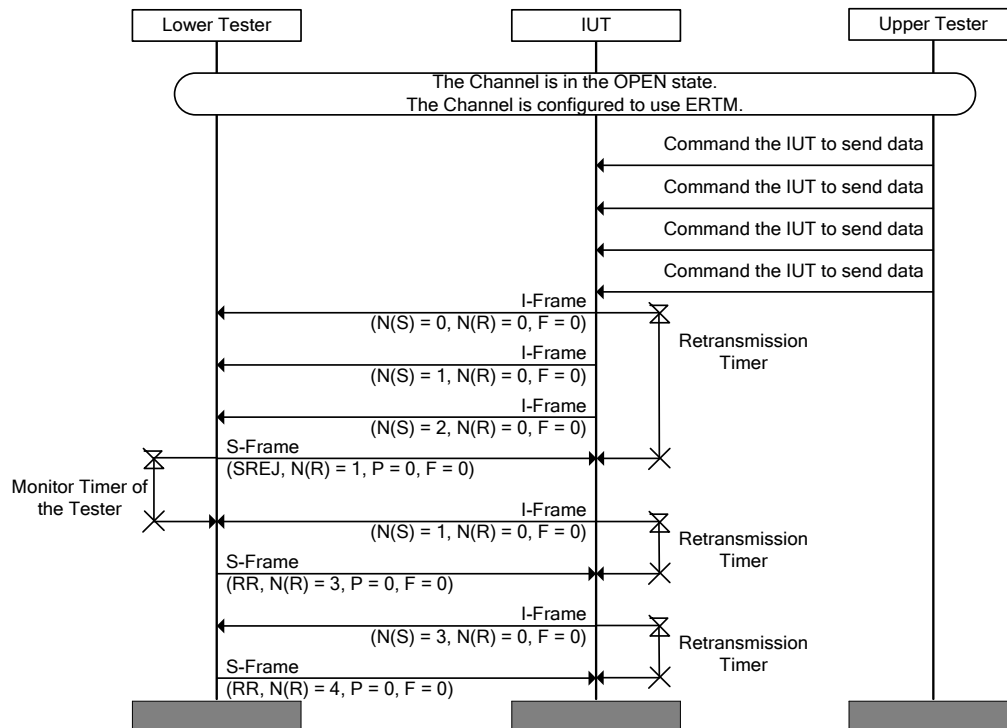 Lower Tester
IUT
Upper Tester
The Channel is in the OPEN state.
The Channel is configured to use ERTM.
Command the IUT to send data
Command the IUT to send data
Command the IUT to send data
Command the IUT to send data
I-Frame
(N(S) = 0, N(R) = 0, F = 0)
Retransmission
Timer
I-Frame
(N(S) = 1, N(R) = 0, F = 0)
I-Frame
(N(S) = 2, N(R) = 0, F = 0)
S-Frame
(SREJ, N(R) = 1, P = 0, F = 0)
Monitor Timer of
the Tester
I-Frame
(N(S) = 1, N(R) = 0, F = 0)
Retransmission
Timer
S-Frame
(RR, N(R) = 3, P = 0, F = 0)
I-Frame
(N(S) = 3, N(R) = 0, F = 0)
Retransmission
Timer
S-Frame
(RR, N(R) = 4, P = 0, F = 0)